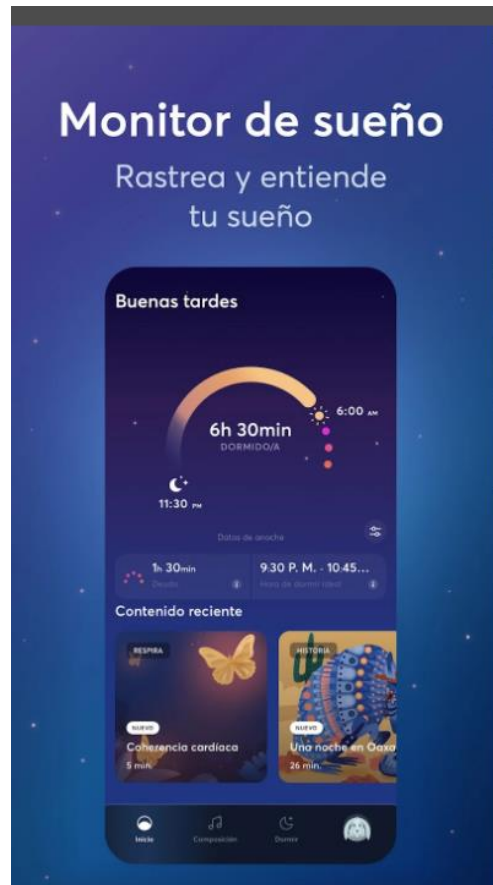 Monitor de sueño
Rastrea y entiende
tu sueño
Buenas tardes
6:00 AM
6h 30min
DORMIDO/A
11:30 PM
Datos de anoche
1h 30min
9:30 P. M. - 10:45...
Deuda
Hora de dormir ideal
Contenido reciente
RESPIRA
HISTORIA
NUEVO
NUEVO
Coherencia cardíaca
Una noche en Oaxa
5 min.
26 min.
Inicio
Composición
Dormir